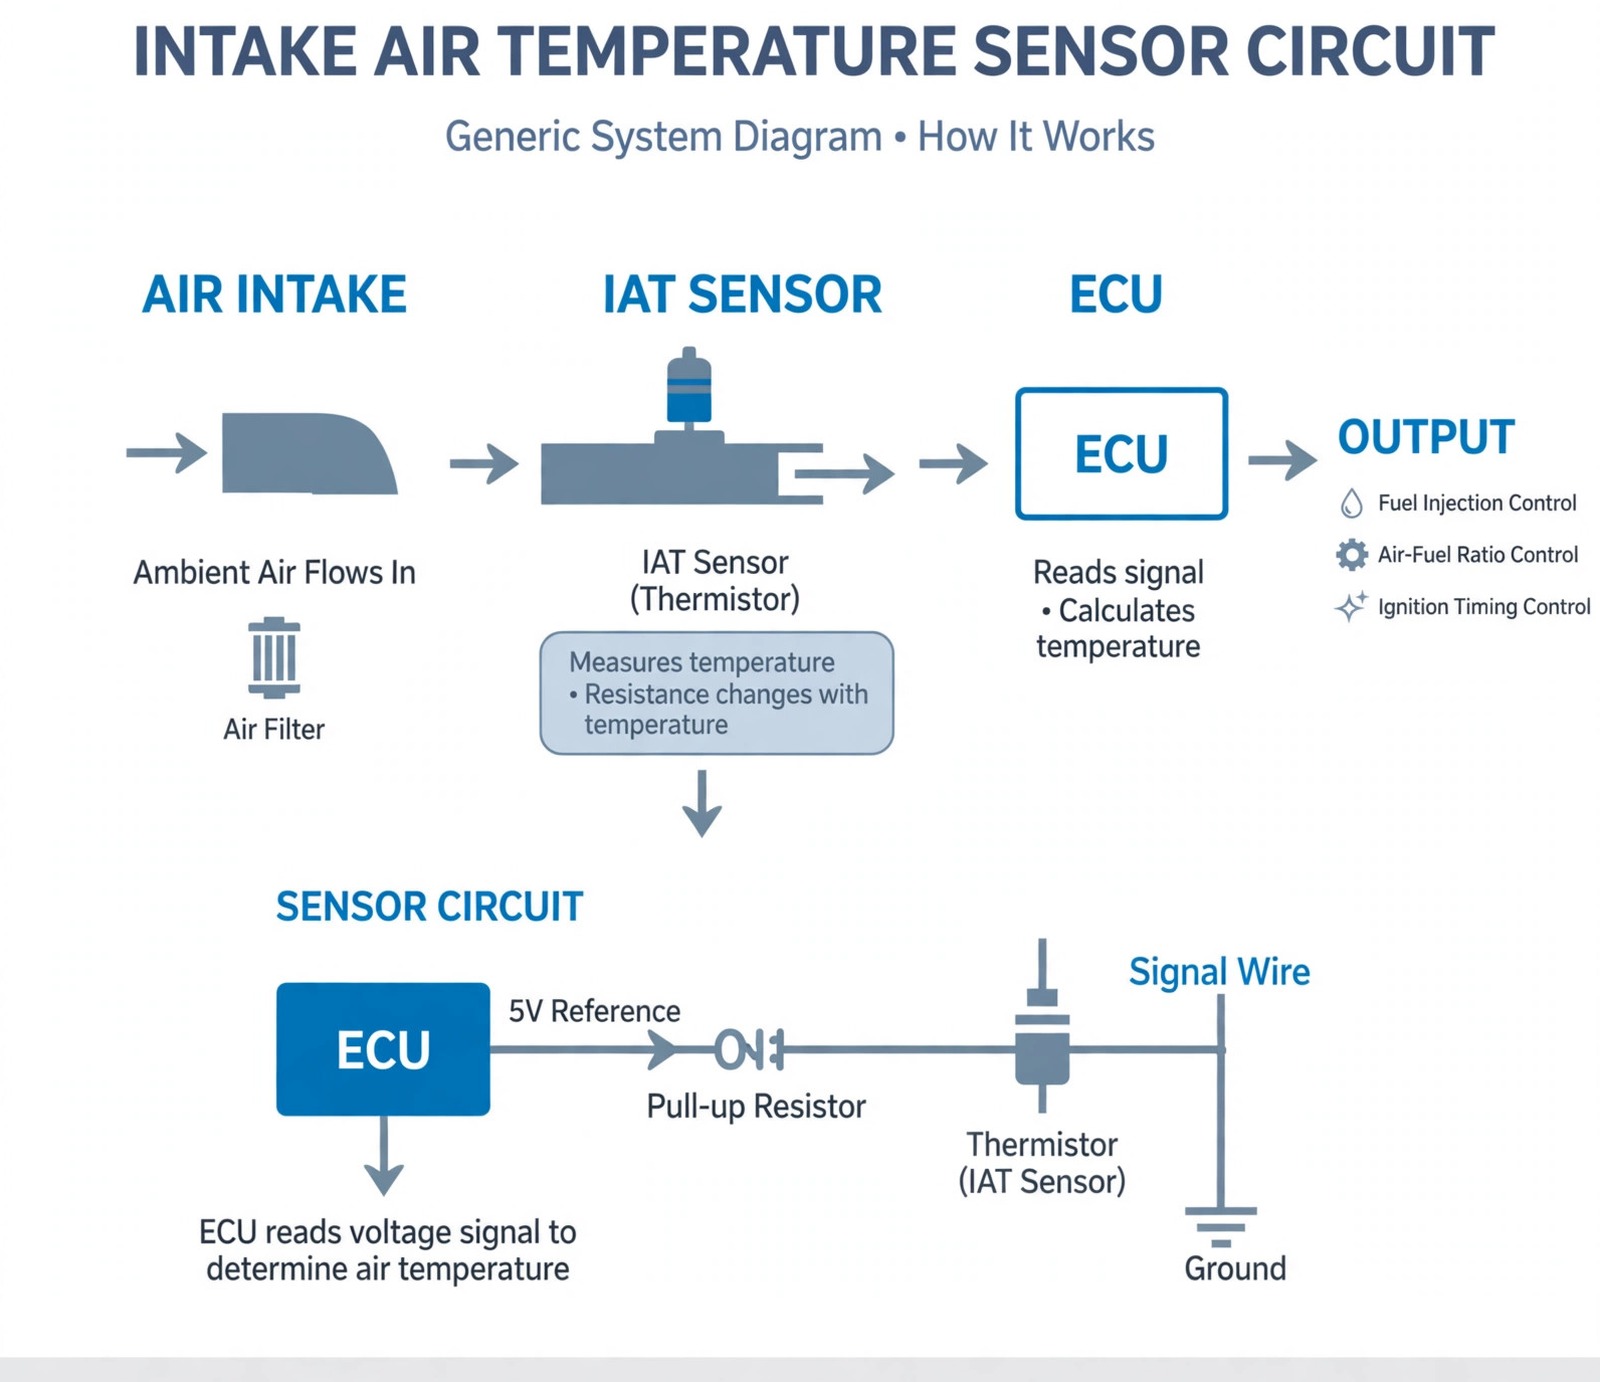 INTAKE AIR TEMPERATURE SENSOR CIRCUIT
Generic System Diagram • How It Works
AIR INTAKE
IAT SENSOR
ECU
ECU
OUTPUT
Fuel Injection Control
Air-Fuel Ratio Control
Ignition Timing Control
Ambient Air Flows In
Air Filter
IAT Sensor
(Thermistor)
Measures temperature
• Resistance changes with
temperature
Reads signal
• Calculates
temperature
SENSOR CIRCUIT
ECU
5V Reference
Pull-up Resistor
Thermistor
(IAT Sensor)
Signal Wire
Ground
ECU reads voltage signal to
determine air temperature